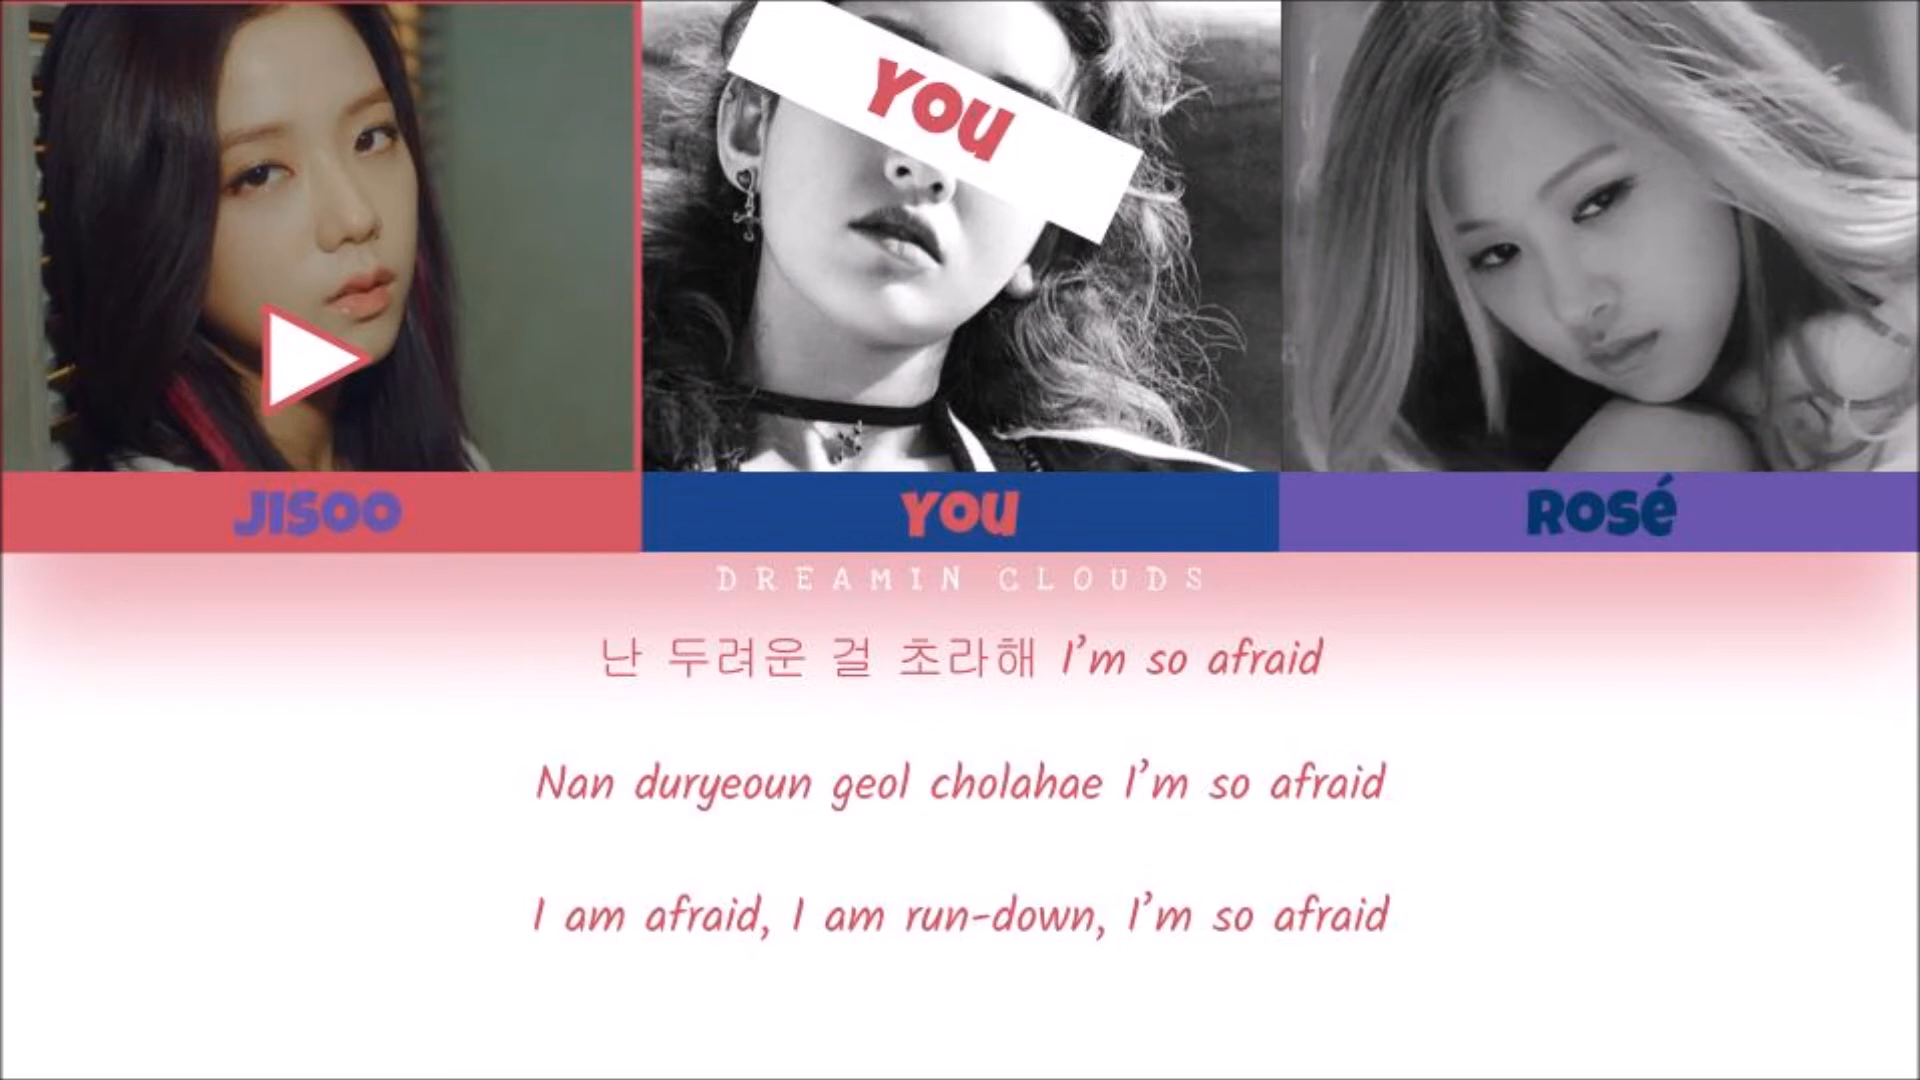 YOU
JISOO
YOU
ROSÉ
DREAMIN CLOUDS
난 두려운 걸 초라해 I'm so afraid
Nan duryeoun geol cholahae I'm so afraid
I am afraid, I am run-down, I'm so afraid